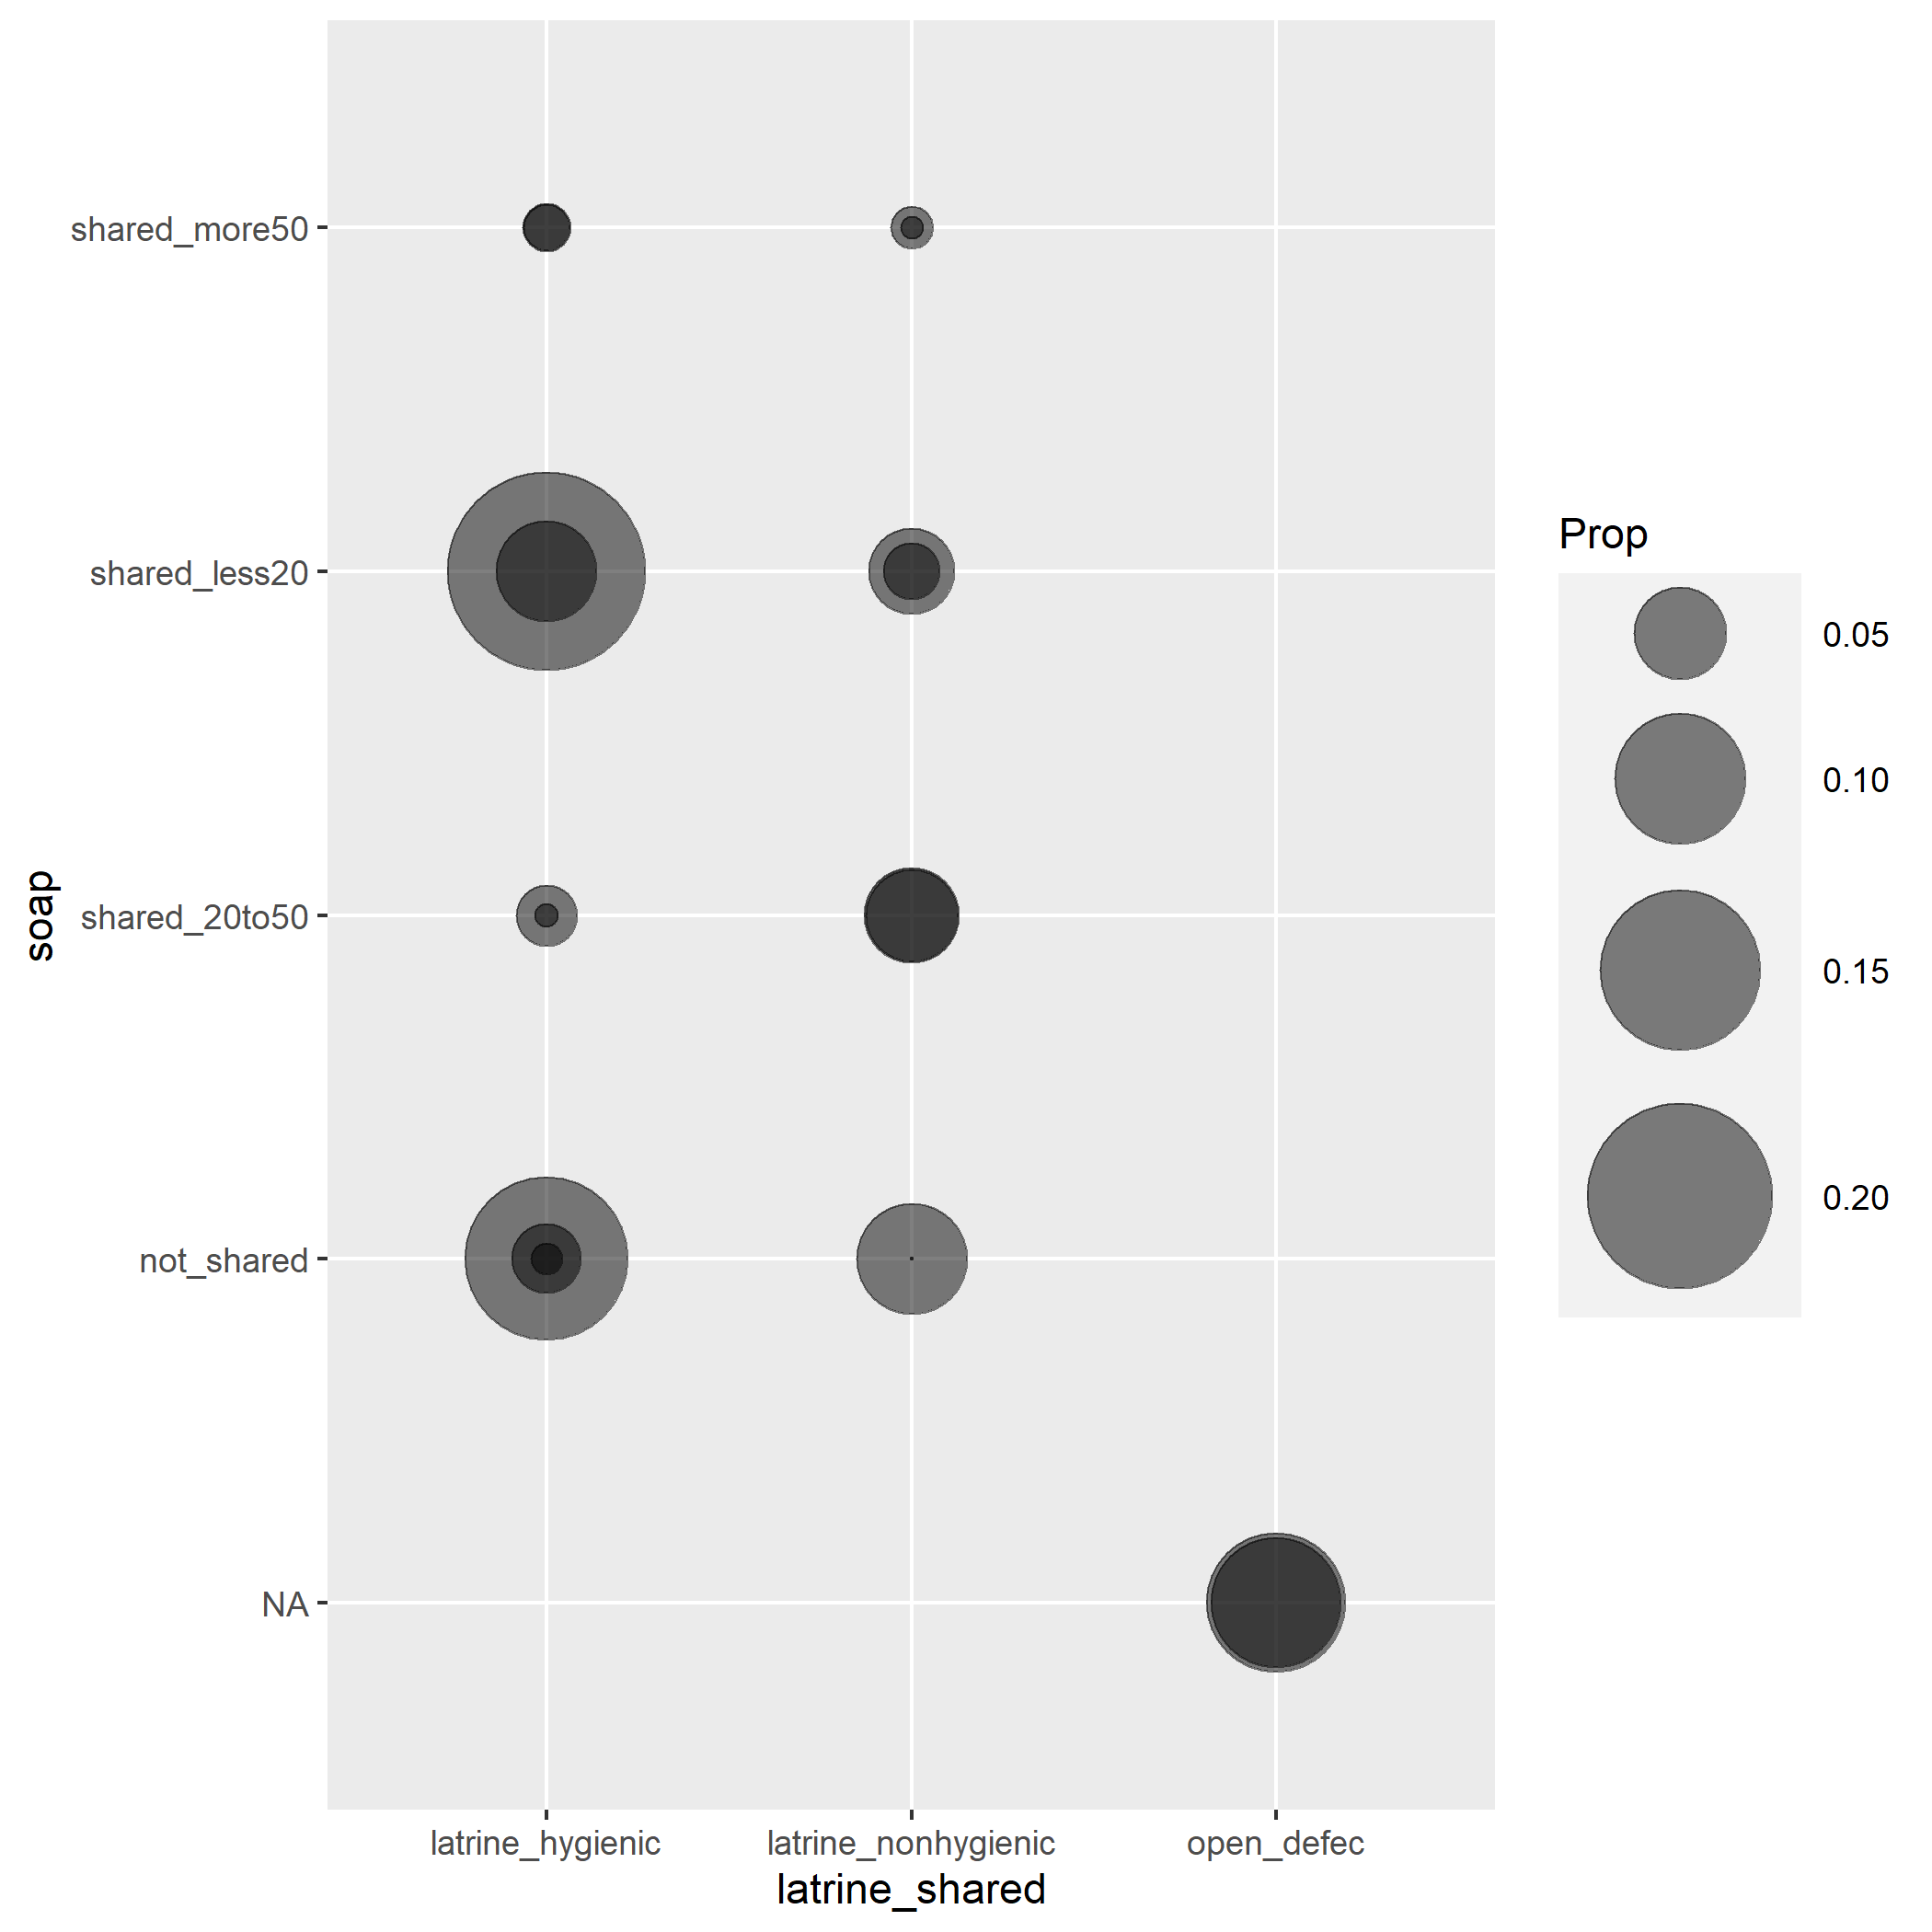 shared_more50
shared_less20
shared_20to50
not_shared
NA
soap
latrine_hygienic
latrine_nonhygienic
open_defec
latrine_shared
Prop
0.05
0.10
0.15
0.20